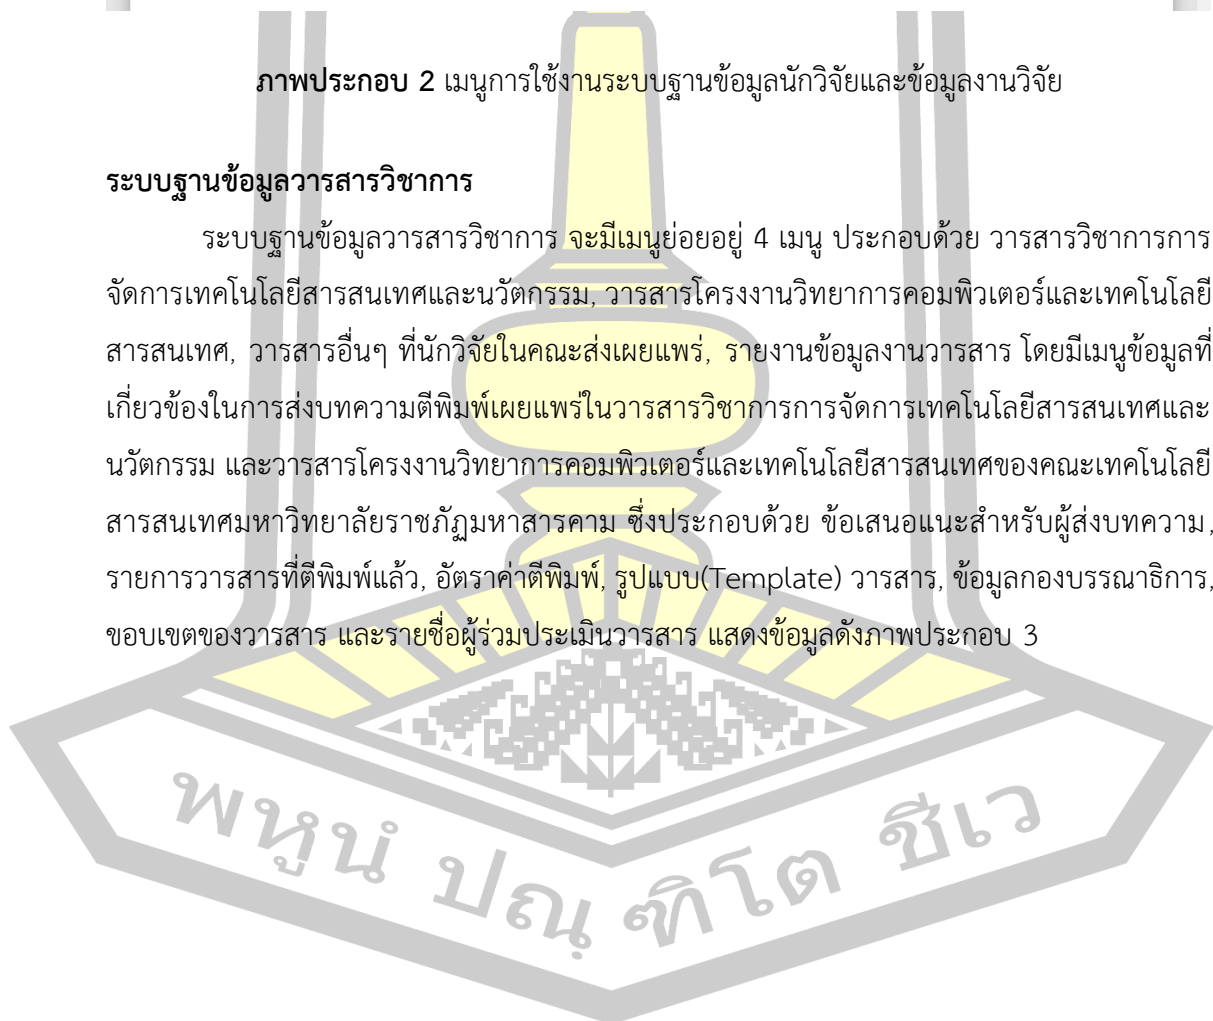 ภาพประกอบ 2 เมนูการใช้งานระบบฐานข้อมูลนักวิจัยและข้อมูลงานวิจัย
ระบบฐานข้อมูลวารสารวิชาการ
ระบบฐานข้อมูลวารสารวิชาการ จะมีเมนูย่อยอยู่ 4 เมนู ประกอบด้วย วารสารวิชาการการ
จัดการเทคโนโลยีสารสนเทศและนวัตกรรม, วารสารโครงงานวิทยาการคอมพิวเตอร์และเทคโนโลยี
สารสนเทศ, วารสารอื่นๆ ที่นักวิจัยในคณะส่งเผยแพร่, รายงานข้อมูลงานวารสาร โดยมีเมนูข้อมูลที่
เกี่ยวข้องในการส่งบทความตีพิมพ์เผยแพร่ในวารสารวิชาการการจัดการเทคโนโลยีสารสนเทศและ
นวัตกรรม และวารสารโครงงานวิทยาการคอมพิวเตอร์และเทคโนโลยีสารสนเทศของคณะเทคโนโลยี
สารสนเทศมหาวิทยาลัยราชภัฏมหาสารคาม ซึ่งประกอบด้วย ข้อเสนอแนะสำหรับผู้ส่งบทความ,
รายการวารสารที่ตีพิมพ์แล้ว, อัตราค่าตีพิมพ์, รูปแบบ(Template) วารสาร, ข้อมูลกองบรรณาธิการ,
ขอบเขตของวารสาร และรายชื่อผู้ร่วมประเมินวารสาร แสดงข้อมูลดังภาพประกอบ 3
พหูนํ ปณฺฑิโต ชีเว